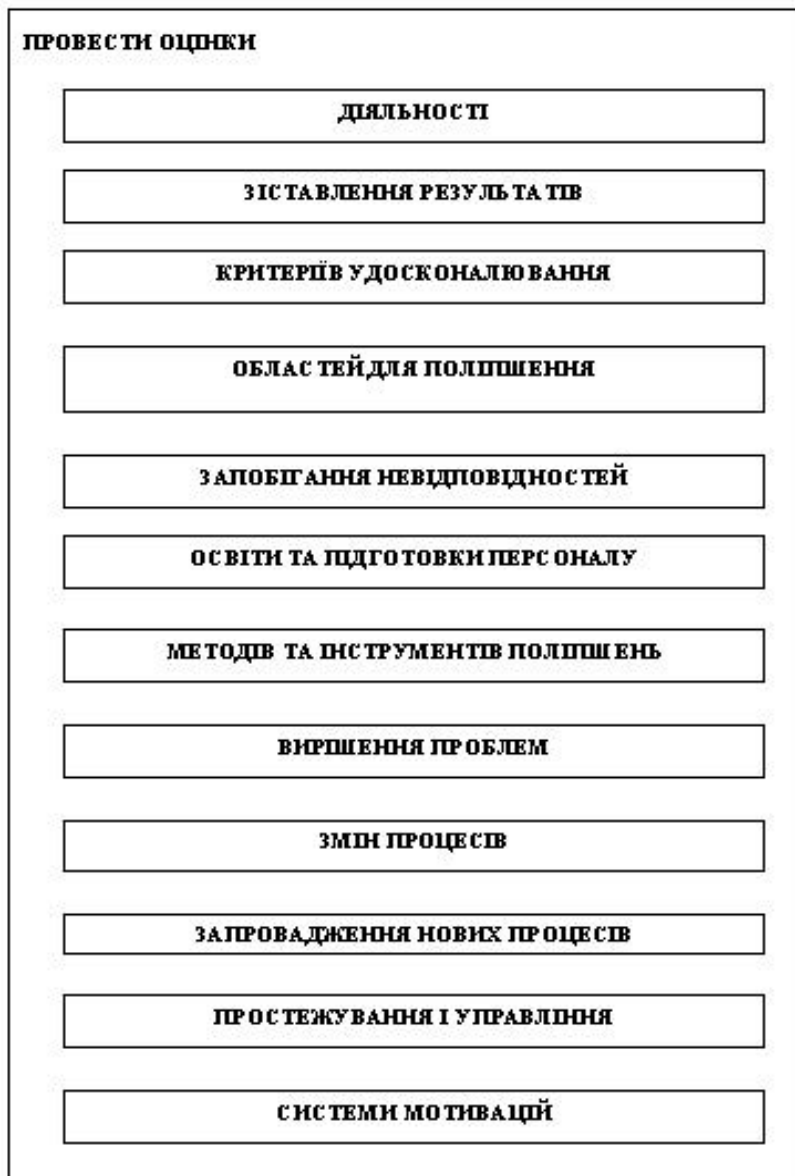 ПРОВЕСТИ ОЦІНКИ
ДІЯЛЬНОСТІ
ЗІСТАВЛЕННЯ РЕЗУЛЬТАТІВ
КРИТЕРІЇВ УДОСКОНАЛЮВАННЯ
ОБЛАСТЕЙ ДЛЯ ПОЛІПШЕННЯ
ЗАПОБІГАННЯ НЕВІДПОВІДНОСТЕЙ
ОСВІТИ ТА ПІДГОТОВКИ ПЕРСОНАЛУ
МЕТОДІВ ТА ІНСТРУМЕНТІВ ПОЛІПШЕНЬ
ВИРІШЕННЯ ПРОБЛЕМ
ЗМІН ПРОЦЕСІВ
ЗАПРОВАДЖЕННЯ НОВИХ ПРОЦЕСІВ
ПРОСТЕЖУВАННЯ І УПРАВЛІННЯ
СИСТЕМИ МОТИВАЦІЙ